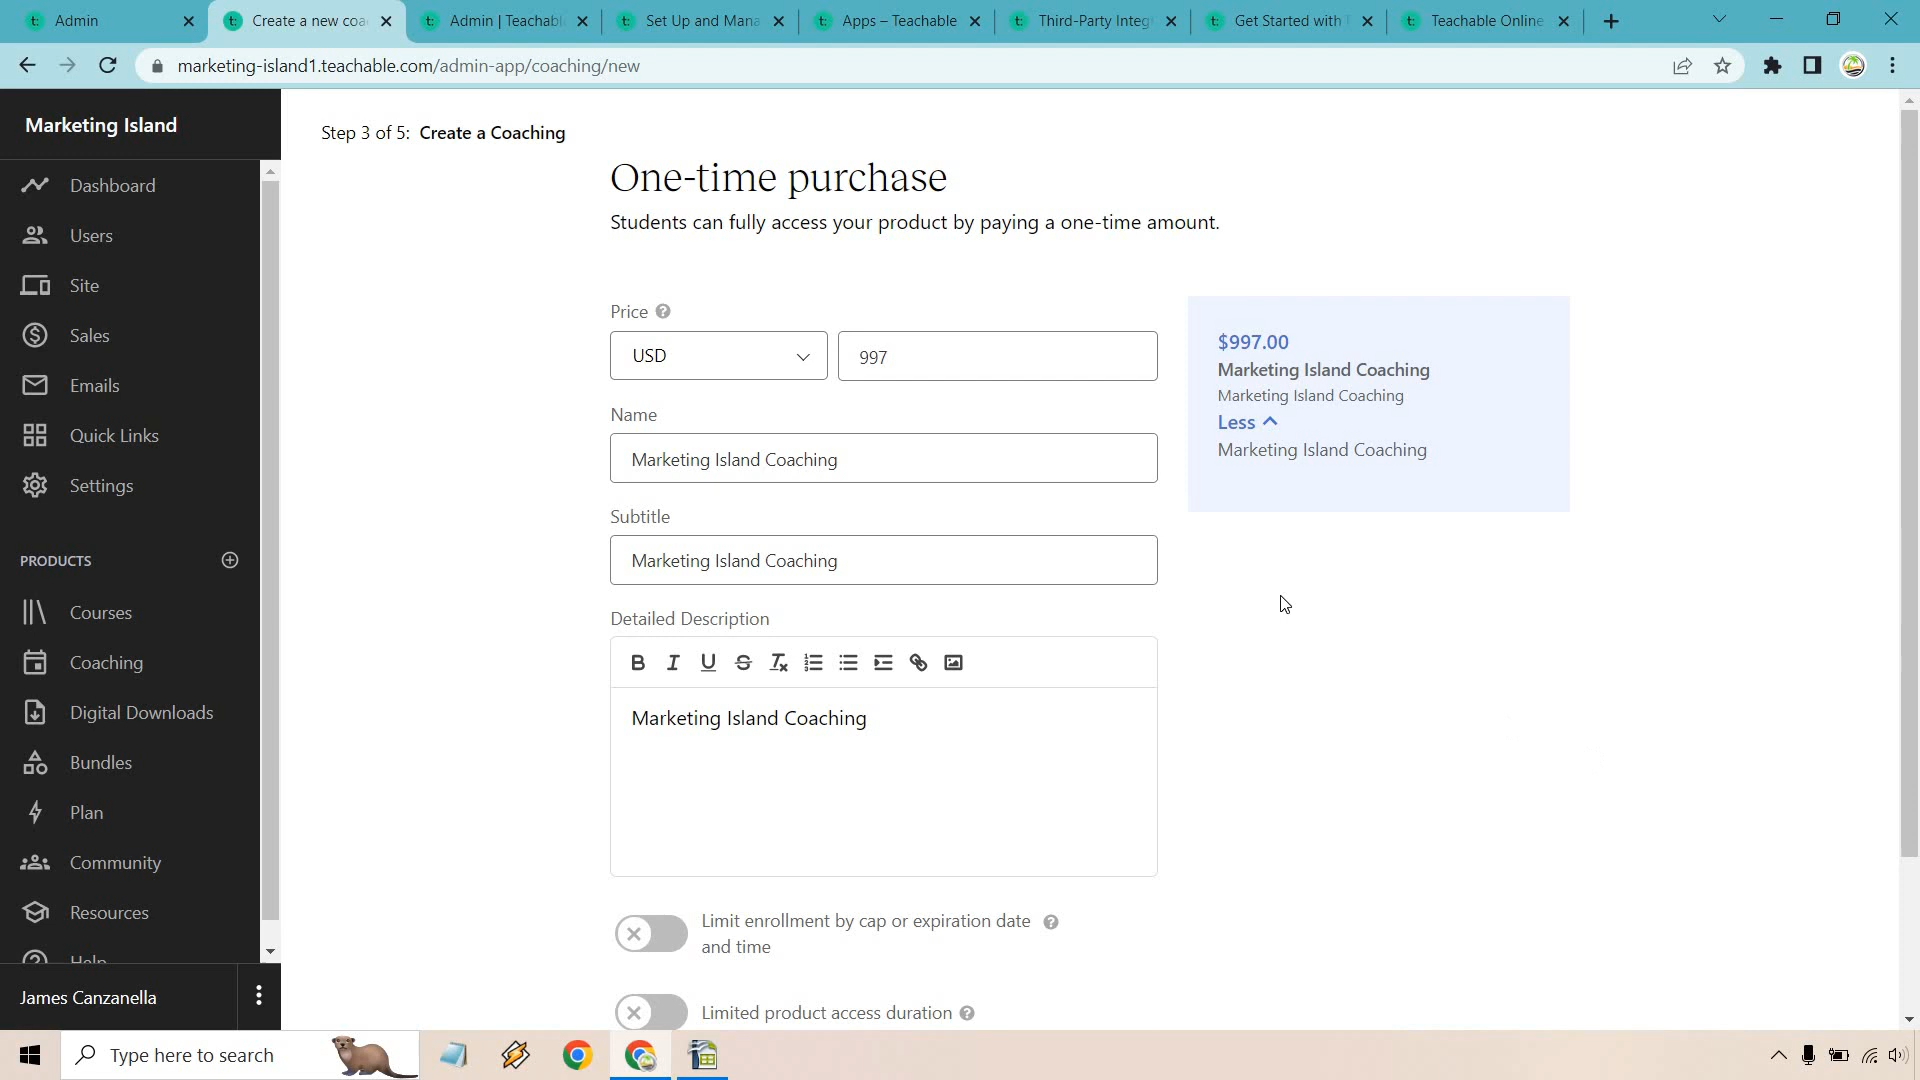 Admin
Create a new coa
Admin | Teachabl
Set Up and Mana
Apps – Teachable
Third-Party Integ
Get Started with
Teachable Online
marketing-island1.teachable.com/admin-app/coaching/new
Marketing Island
Dashboard
Users
Site
Sales
Emails
Quick Links
Settings
PRODUCTS
Courses
Coaching
Digital Downloads
Bundles
Plan
Community
Resources
Help
James Canzanella
Step 3 of 5: Create a Coaching
One-time purchase
Students can fully access your product by paying a one-time amount.
Price
USD
997
Name
Marketing Island Coaching
Subtitle
Marketing Island Coaching
Detailed Description
Marketing Island Coaching
Limit enrollment by cap or expiration date
and time
Limited product access duration
$997.00
Marketing Island Coaching
Marketing Island Coaching
Less
Marketing Island Coaching
Type here to search